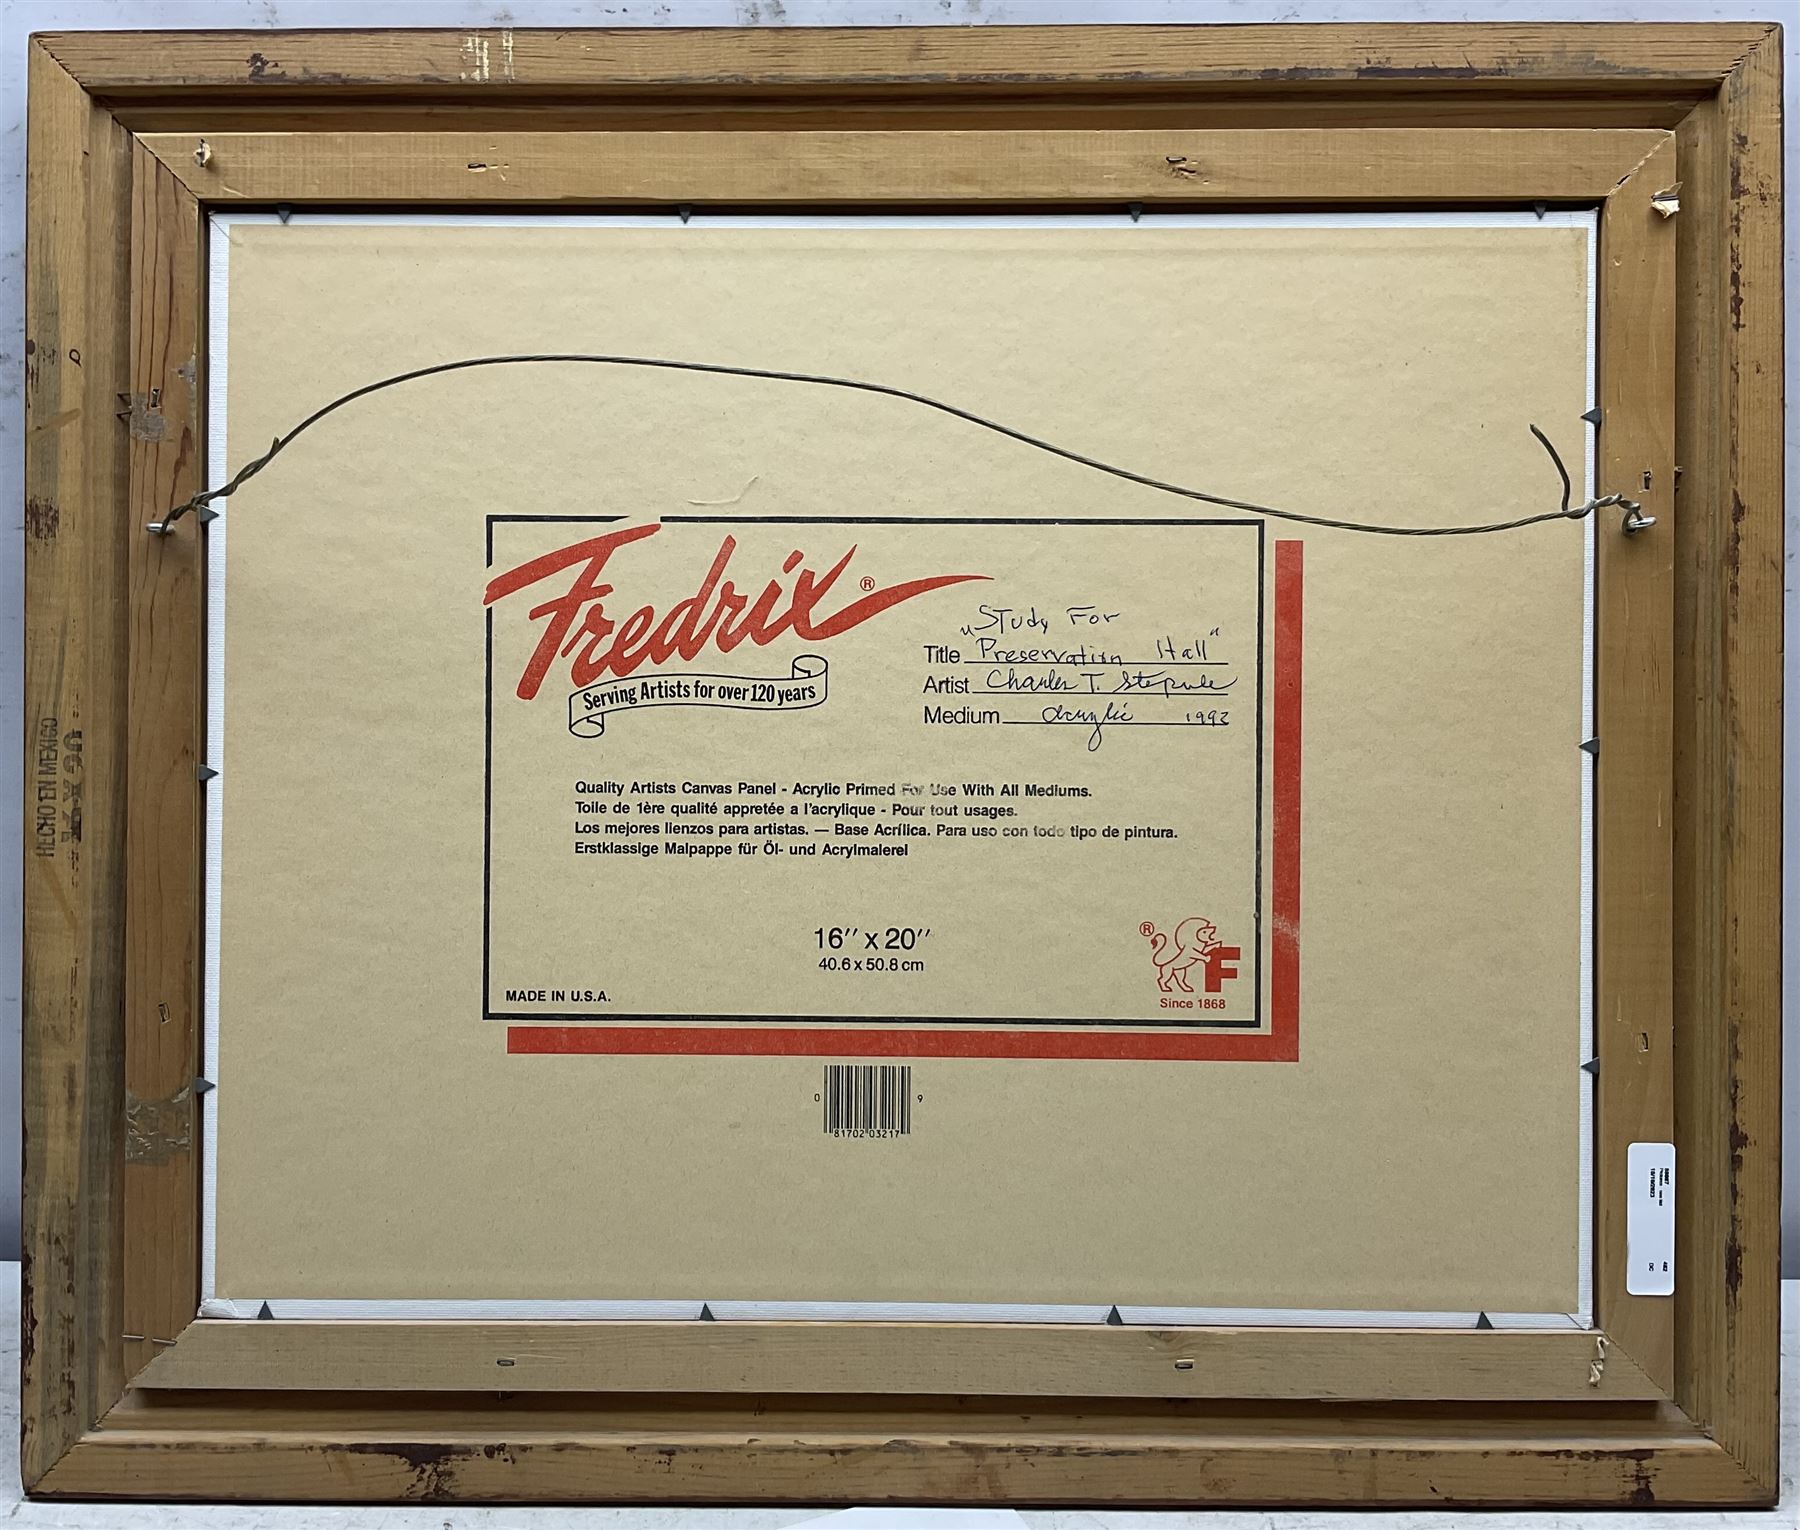 Fredrix ®
Serving Artists for over 120 years
"Study For
Title Preservation Hall"
Artist Charles T. Stepule
Medium acrylic 1992
Quality Artists Canvas Panel - Acrylic Primed For Use With All Mediums.
Toile de 1ère qualité appretée a l'acrylique - Pour tout usages.
Los mejores lienzos para artistas. — Base Acrílica. Para uso con todo tipo de pintura.
Erstklassige Malpappe für Öl- und Acrylmalerei
16″ x 20″
40.6 x 50.8 cm
MADE IN U.S.A.
® F
Since 1868
0 81702 03217 9
HECHO EN MEXICO